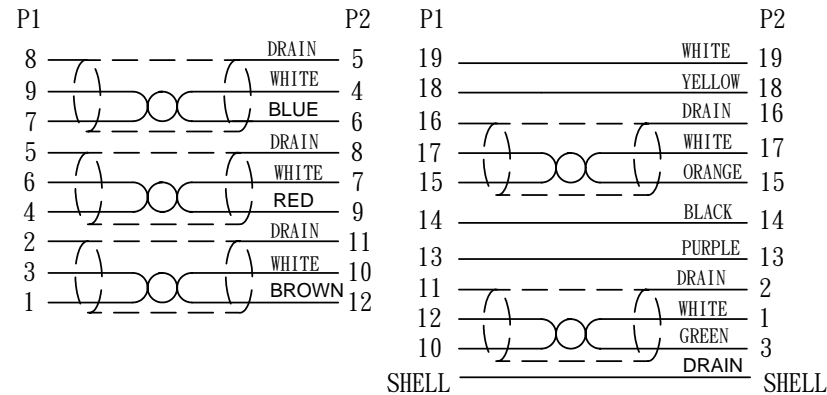 P1 P2
8 DRAIN 5
9 WHITE 4
7 BLUE 6
5 DRAIN 8
6 WHITE 7
4 RED 9
2 DRAIN 11
3 WHITE 10
1 BROWN 12
P1 P2
19 WHITE 19
18 YELLOW 18
16 DRAIN 16
17 WHITE 17
15 ORANGE 15
14 BLACK 14
13 PURPLE 13
11 DRAIN 2
12 WHITE 1
10 GREEN 3
SHELL DRAIN SHELL